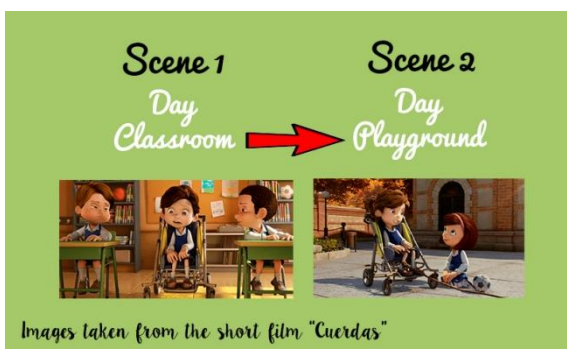 Scene 1
Day
Classroom
Scene 2
Day
Playground
Images taken from the short film "Cuerdas"